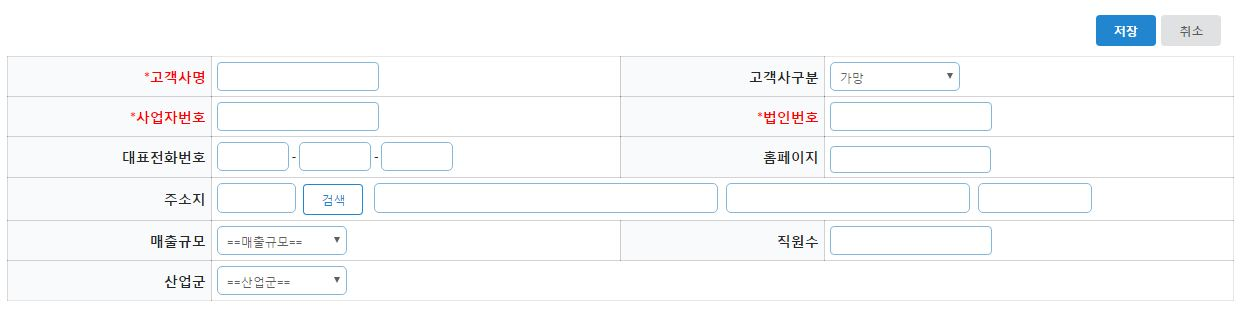 저장 취소
*고객사명 고객사구분 가망
*사업자번호 *법인번호
대표전화번호 - - 홈페이지
주소지 검색
매출규모 ==매출규모== 직원수
산업군 ==산업군==